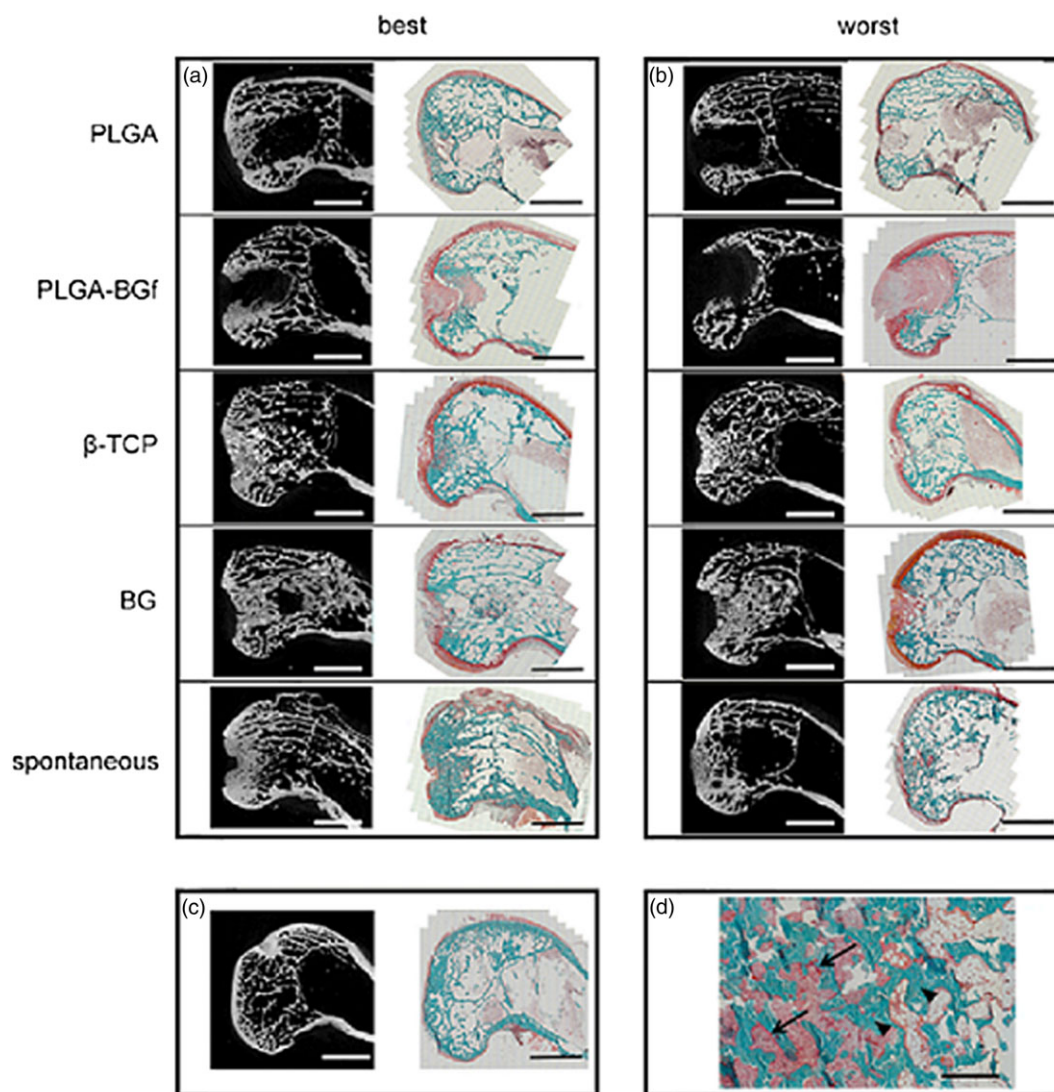 best
worst
(a)
(b)
PLGA
PLGA-BGf
β-TCP
BG
spontaneous
(c)
(d)